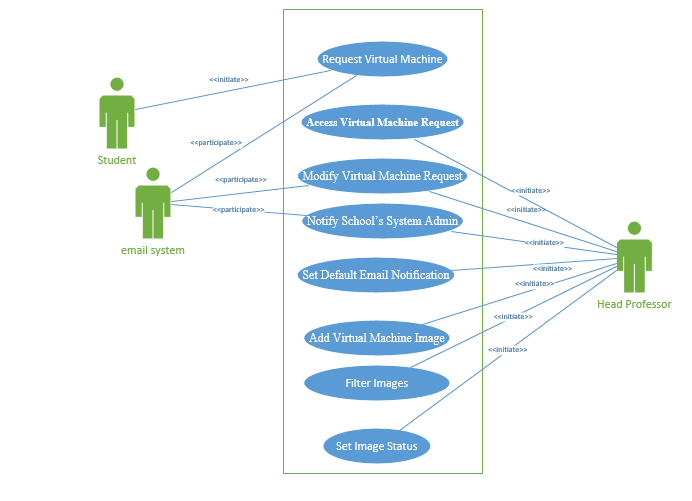 Request Virtual Machine
<<initiate>>
Access Virtual Machine Request
<<participate>>
Student
Modify Virtual Machine Request
<<participate>>
<<initiate>>
<<participate>>
<<initiate>>
Notify School's System Admin
<<initiate>>
email system
Set Default Email Notification
<<initiate>>
<<initiate>>
Head Professor
<<initiate>>
Add Virtual Machine Image
<<initiate>>
Filter Images
Set Image Status